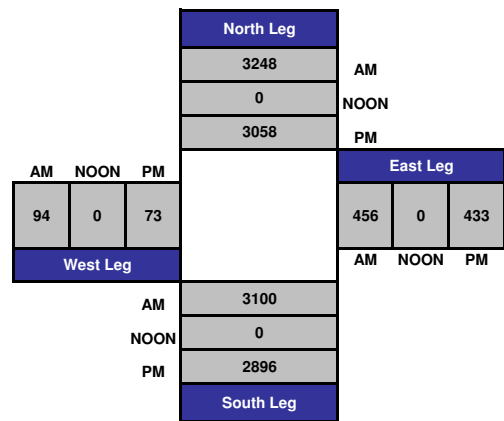 North Leg
3248 AM
0 NOON
3058 PM
AM NOON PM
East Leg
94 0 73
456 0 433
West Leg
AM NOON PM
AM 3100
NOON 0
PM 2896
South Leg